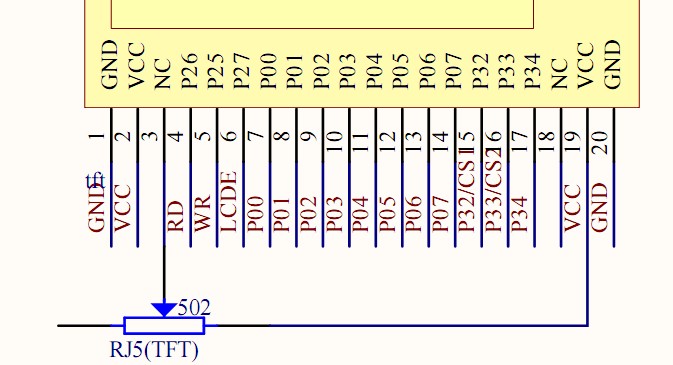 GND VCC NC P26 P25 P27 P00 P01 P02 P03 P04 P05 P06 P07 P32 P33 P34 NC VCC GND
1 2 3 4 5 6 7 8 9 10 11 12 13 14 15 16 17 18 19 20
tft
GND VCC RD WR LCDE P00 P01 P02 P03 P04 P05 P06 P07 P32/CS1 P33/CS2 P34 VCC GND
502
RJ5(TFT)